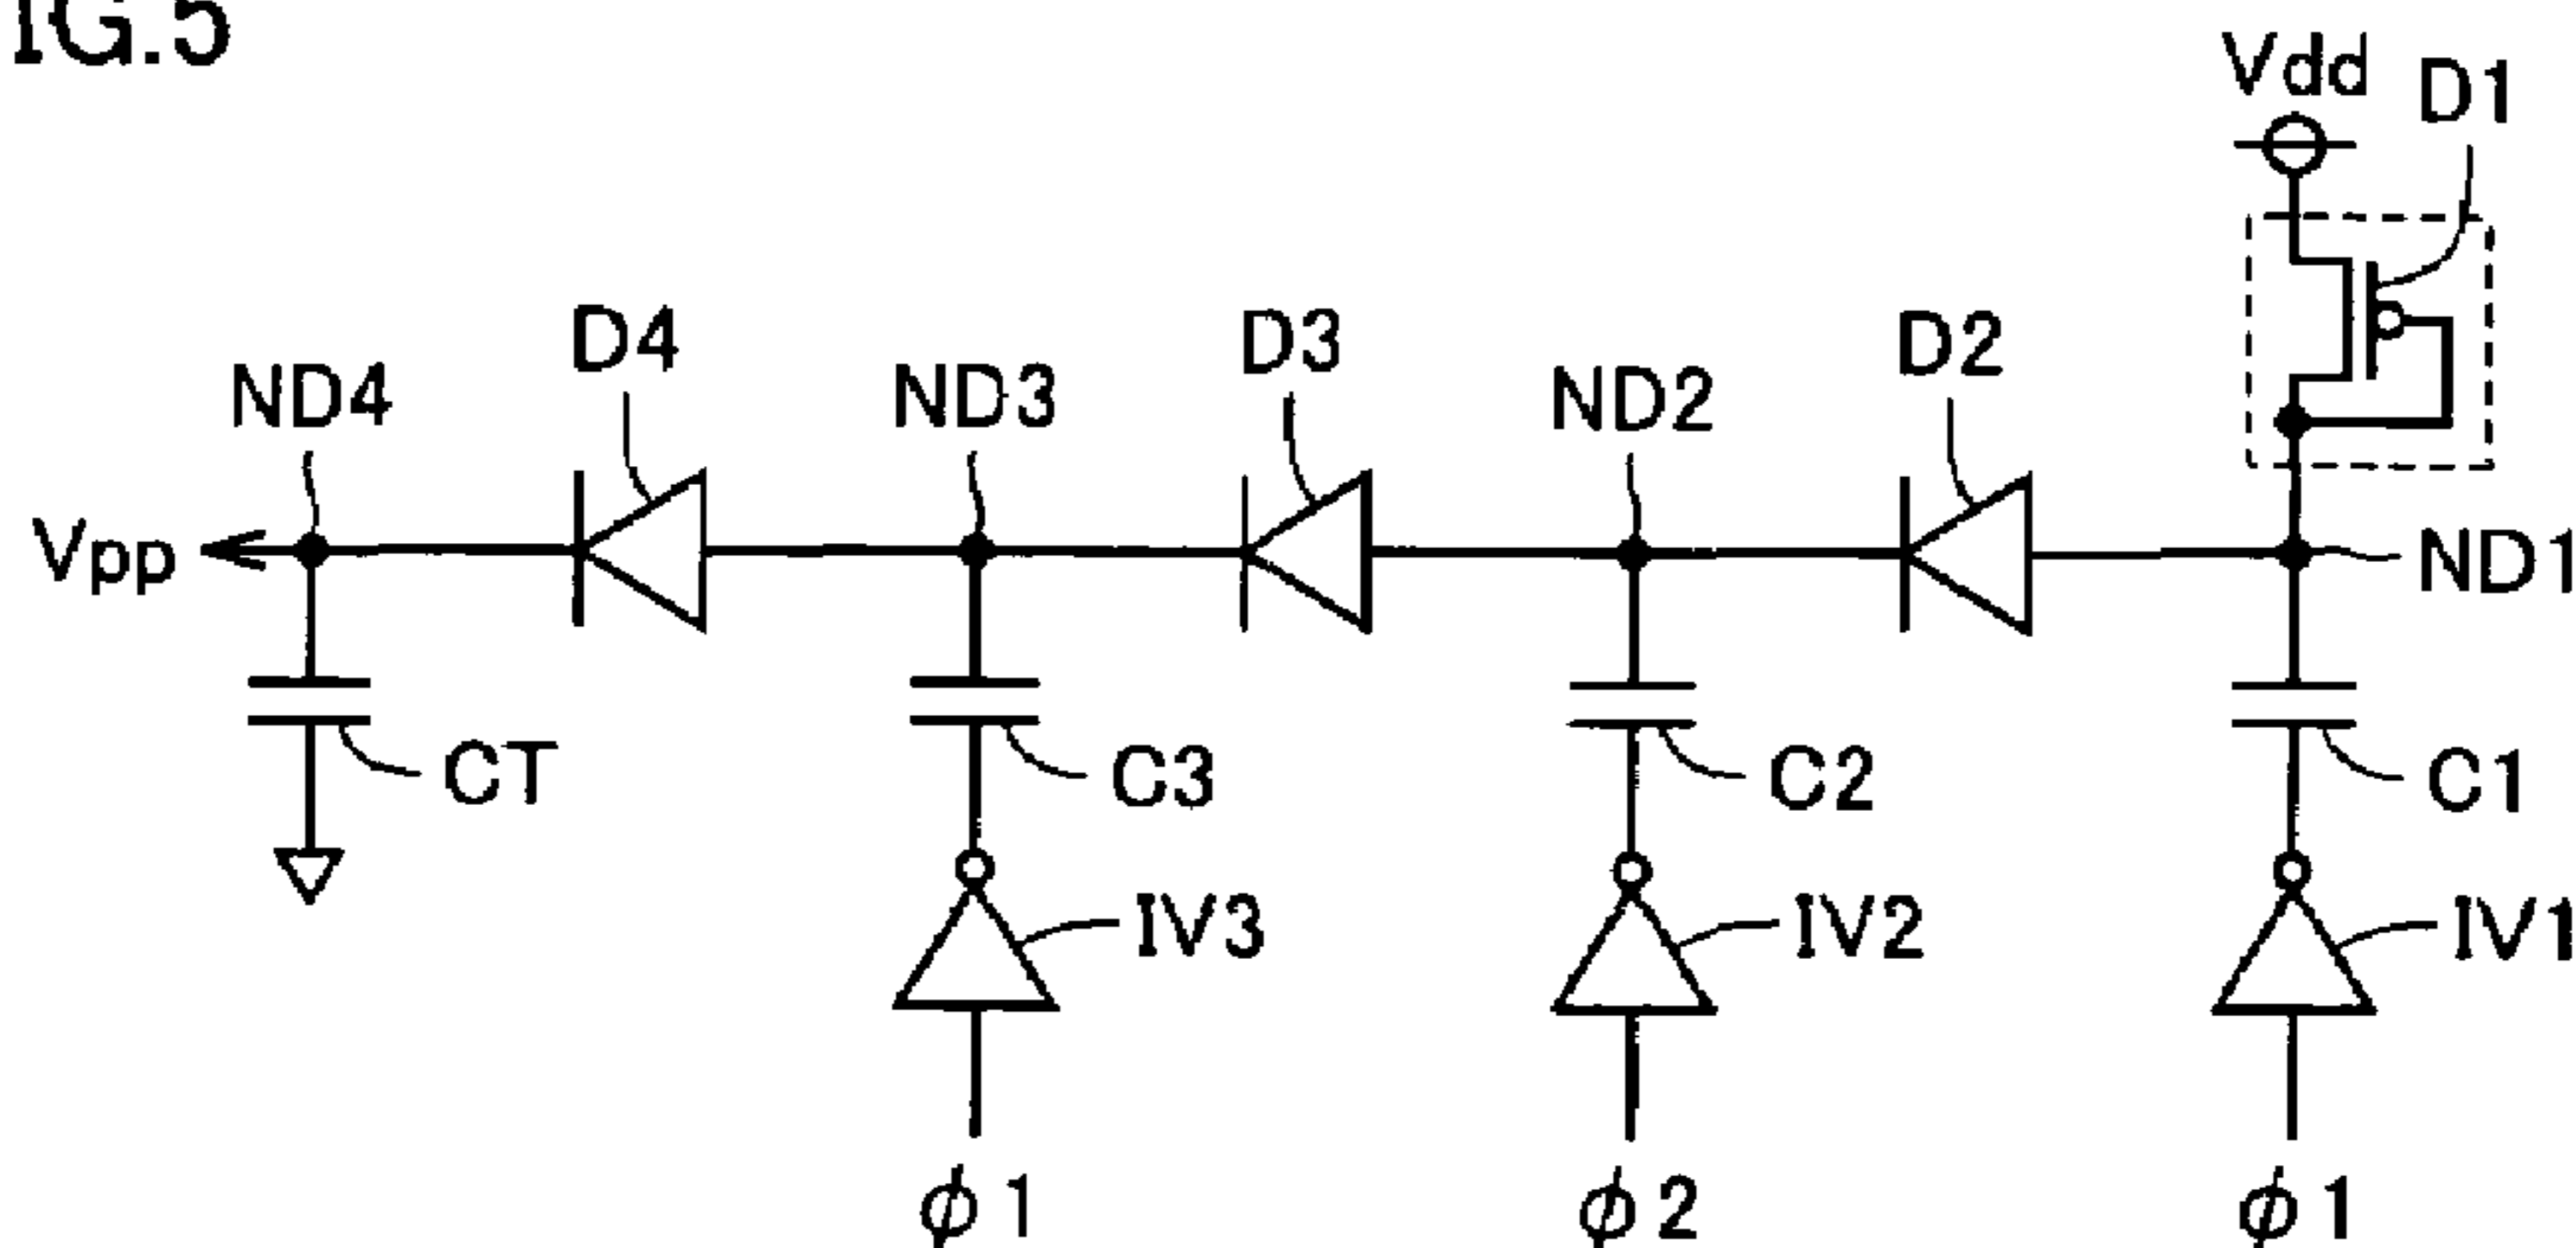 IG.5
Vdd
D1
D4
D3
D2
ND4
ND3
ND2
Vpp
ND1
CT
C3
C2
C1
IV3
IV2
IV1
ϕ1
ϕ2
ϕ1